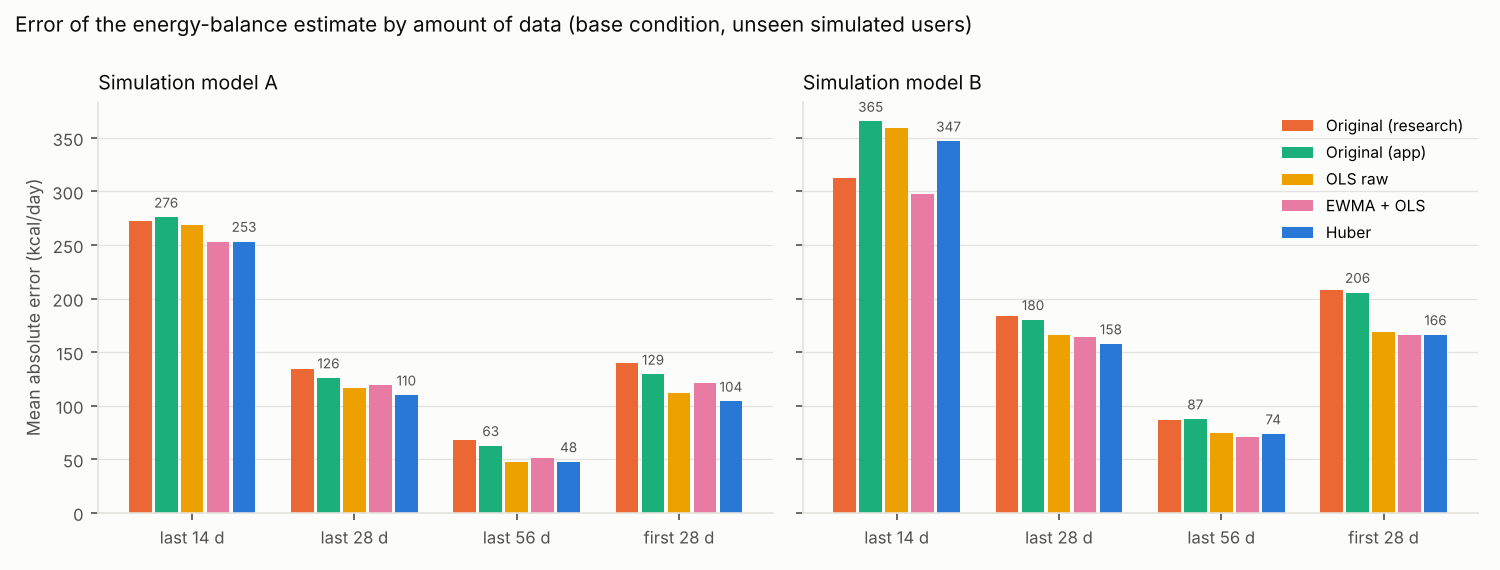 Error of the energy-balance estimate by amount of data (base condition, unseen simulated users)
Simulation model A
Mean absolute error (kcal/day)
350
300
250
200
150
100
50
0
276
253
126
110
63
48
129
104
last 14 d
last 28 d
last 56 d
first 28 d
Simulation model B
365
347
180
158
87
74
206
166
Original (research)
Original (app)
OLS raw
EWMA + OLS
Huber
last 14 d
last 28 d
last 56 d
first 28 d